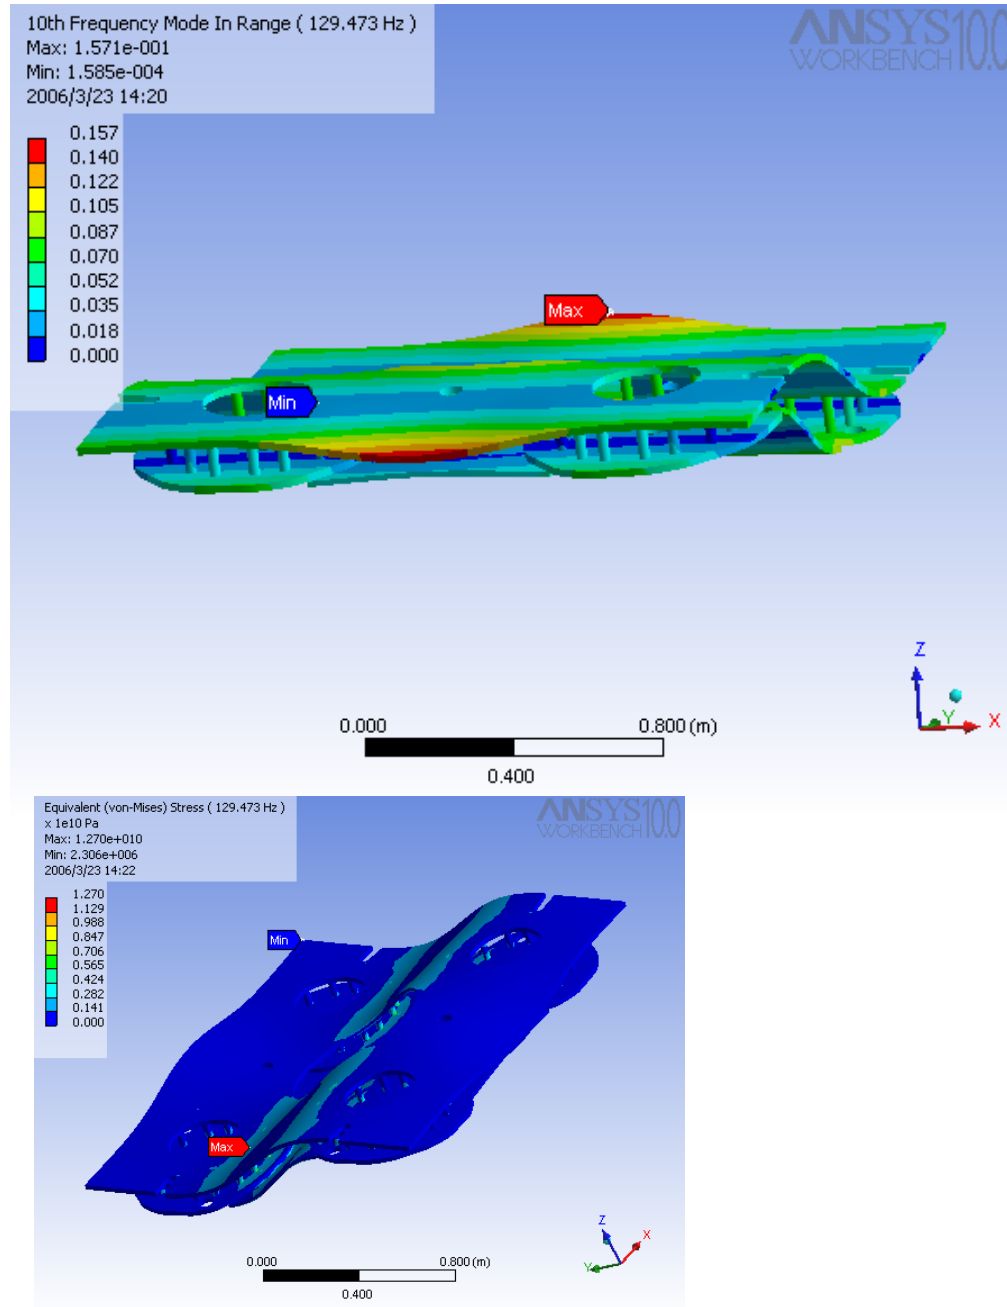 10th Frequency Mode In Range ( 129.473 Hz )
Max: 1.571e-001
Min: 1.585e-004
2006/3/23 14:20
ANSYS 10.0
WORKBENCH
0.157
0.140
0.122
0.105
0.087
0.070
0.052
0.035
0.018
0.000
Max
Min
Z
Y
X
0.000
0.800 (m)
0.400
Equivalent (von-Mises) Stress ( 129.473 Hz )
x 1e10 Pa
Max: 1.270e+010
Min: 2.306e+006
2006/3/23 14:22
ANSYS 10.0
WORKBENCH
1.270
1.129
0.988
0.847
0.706
0.565
0.424
0.282
0.141
0.000
Min
Max
Z
X
Y
0.000
0.800 (m)
0.400